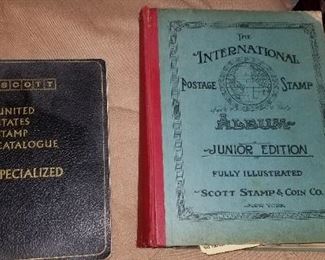 SCOTT
UNITED
STATES
STAMP
CATALOGUE
SPECIALIZED
The
International
Postage Stamp
Album
Junior Edition
Fully Illustrated
Scott Stamp & Coin Co.
New York